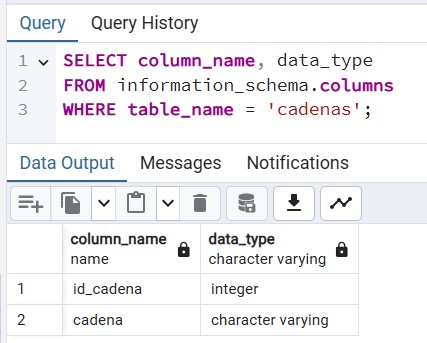 Query Query History
1 SELECT column_name, data_type
2 FROM information_schema.columns
3 WHERE table_name = 'cadenas';
Data Output Messages Notifications
column_name data_type
name character varying
1 id_cadena integer
2 cadena character varying